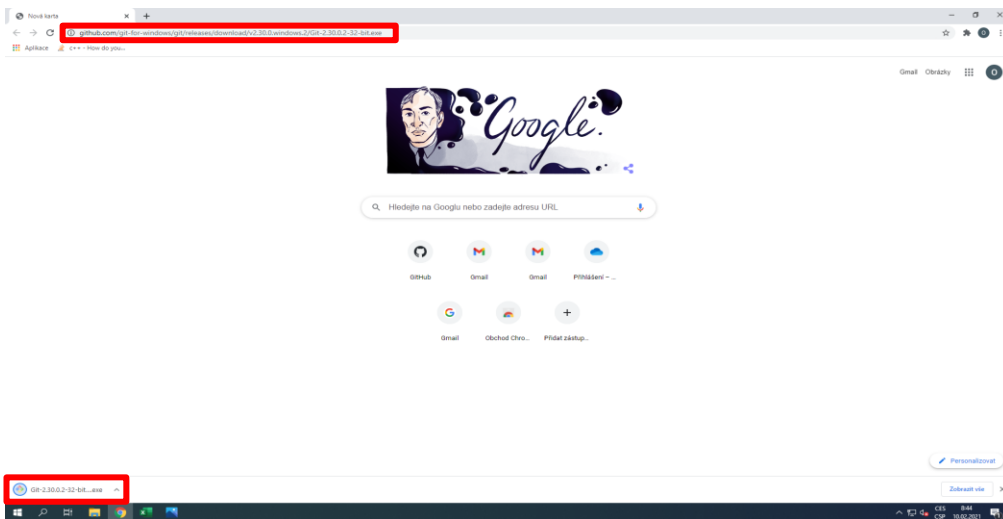 Nová karta
github.com/git-for-windows/git/releases/download/v2.30.0.windows.2/Git-2.30.0.2-32-bit.exe
Aplikace c++ - How do you...
Gmail Obrázky O
Google
Hledejte na Googlu nebo zadejte adresu URL
GitHub Gmail Gmail Přihlášení – ...
Gmail Obchod Chro... Přidat zástup...
Personalizovat
Git-2.30.0.2-32-bit....exe Zobrazit vše
CES 8:44
CSP 10.02.2021